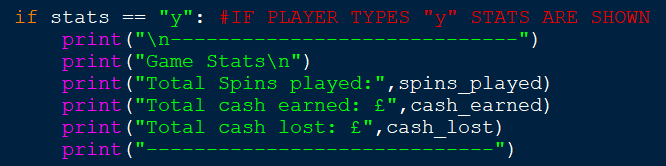 if stats == "y": #IF PLAYER TYPES "y" STATS ARE SHOWN
print("\n-----------------------------")
print("Game Stats\n")
print("Total Spins played:",spins_played)
print("Total cash earned: £",cash_earned)
print("Total cash lost: £",cash_lost)
print("-----------------------------")